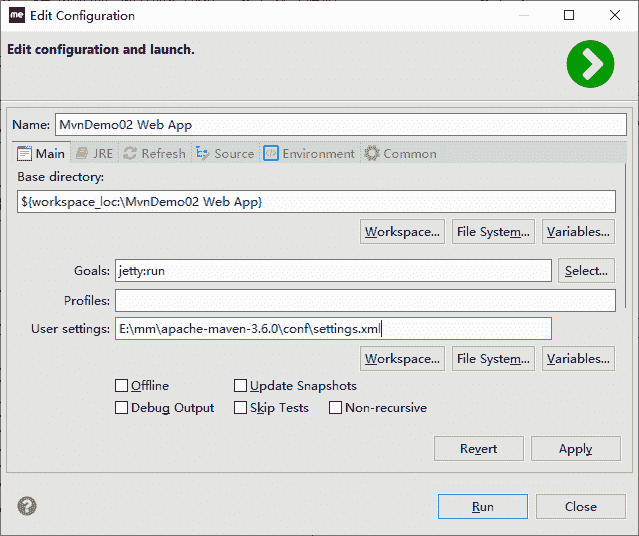 me Edit Configuration
Edit configuration and launch.
Name: MvnDemo02 Web App
Main JRE Refresh Source Environment Common
Base directory:
${workspace_loc:\MvnDemo02 Web App}
Workspace... File System... Variables...
Goals: jetty:run Select...
Profiles:
User settings: E:\mm\apache-maven-3.6.0\conf\settings.xml
Workspace... File System... Variables...
Offline Update Snapshots
Debug Output Skip Tests Non-recursive
Revert Apply
? Run Close